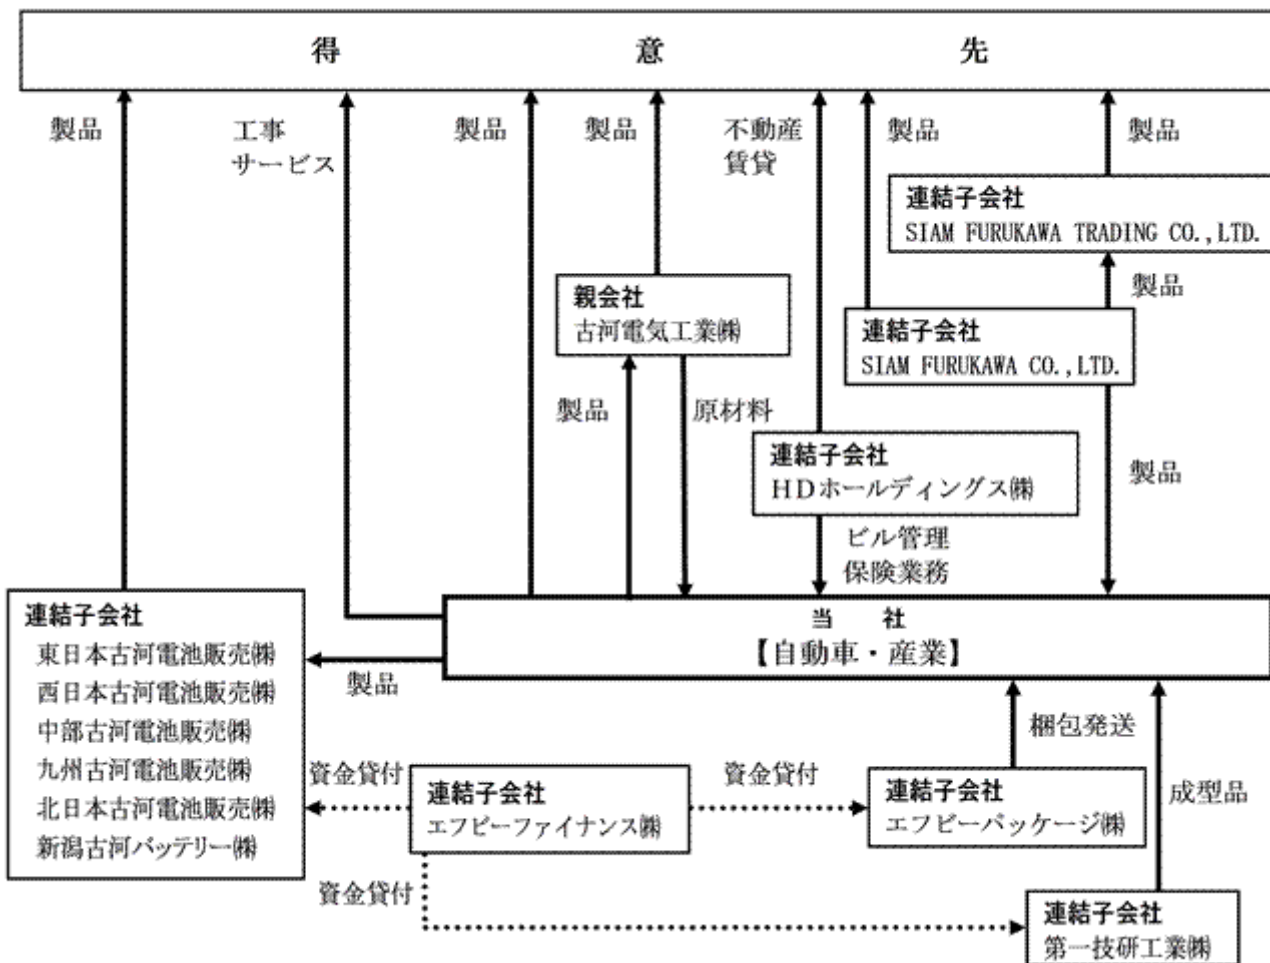 得意先
製品
工事
サービス
製品
製品
不動産
賃貸
製品
製品
連結子会社
SIAM FURUKAWA TRADING CO.,LTD.
製品
親会社
古河電気工業㈱
連結子会社
SIAM FURUKAWA CO.,LTD.
製品
原材料
製品
連結子会社
HDホールディングス㈱
ビル管理
保険業務
当社
【自動車・産業】
連結子会社
東日本古河電池販売㈱
西日本古河電池販売㈱
中部古河電池販売㈱
九州古河電池販売㈱
北日本古河電池販売㈱
新潟古河バッテリー㈱
製品
梱包発送
成型品
資金貸付
連結子会社
エフビーファイナンス㈱
資金貸付
連結子会社
エフビーパッケージ㈱
資金貸付
連結子会社
第一技研工業㈱